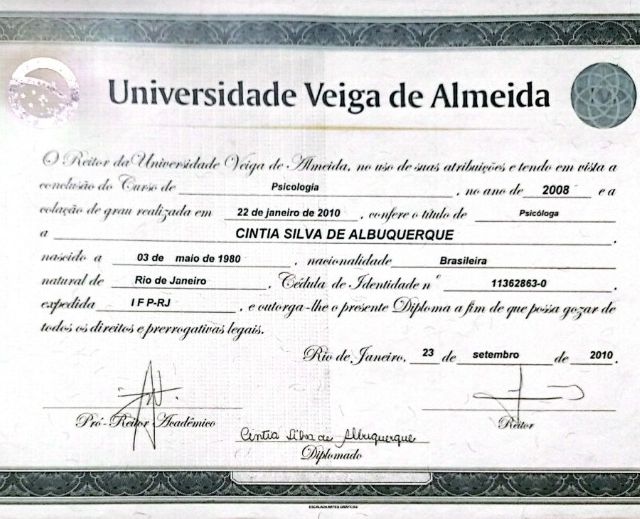 Universidade Veiga de Almeida
O Reitor da Universidade Veiga de Almeida, no uso de suas atribuições e tendo em vista a
conclusão do Curso de Psicologia, no ano de 2008 e a
colação de grau realizada em 22 de janeiro de 2010, confere o título de Psicóloga
a CINTIA SILVA DE ALBUQUERQUE,
nascido a 03 de maio de 1980, nacionalidade Brasileira
natural de Rio de Janeiro, Cédula de Identidade nº 11362863-0
expedida I F P-RJ, e outorga-lhe o presente Diploma a fim de que possa gozar de
todos os direitos e prerrogativas legais.
Rio de Janeiro, 23 de setembro de 2010.
Pró-Reitor Acadêmico
Reitor
Cintia Silva de Albuquerque
Diplomado